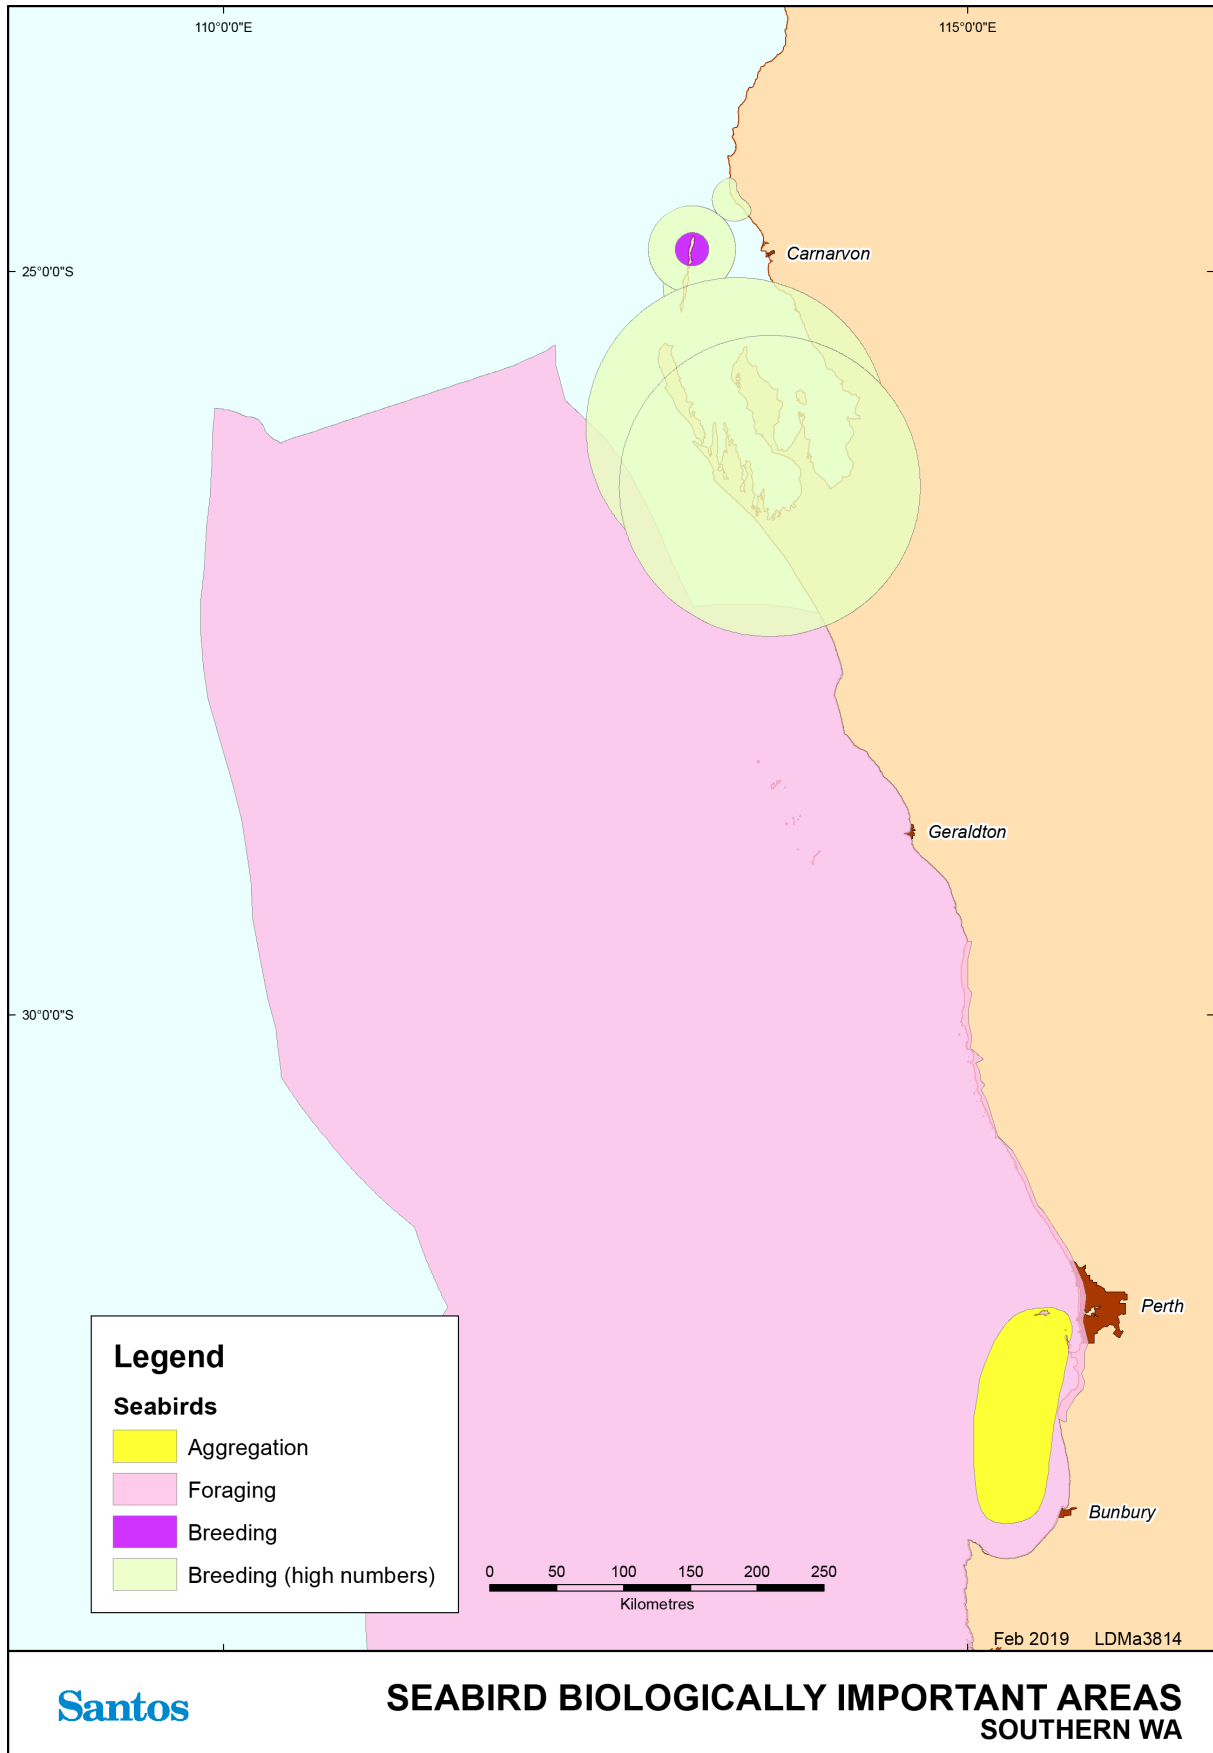 110°0'0"E
115°0'0"E
Carnarvon
25°0'0"S
Geraldton
30°0'0"S
Perth
Legend
Seabirds
Aggregation
Foraging
Breeding
Breeding (high numbers)
Bunbury
0 50 100 150 200 250
Kilometres
Feb 2019 LDMa3814
Santos
SEABIRD BIOLOGICALLY IMPORTANT AREAS
SOUTHERN WA